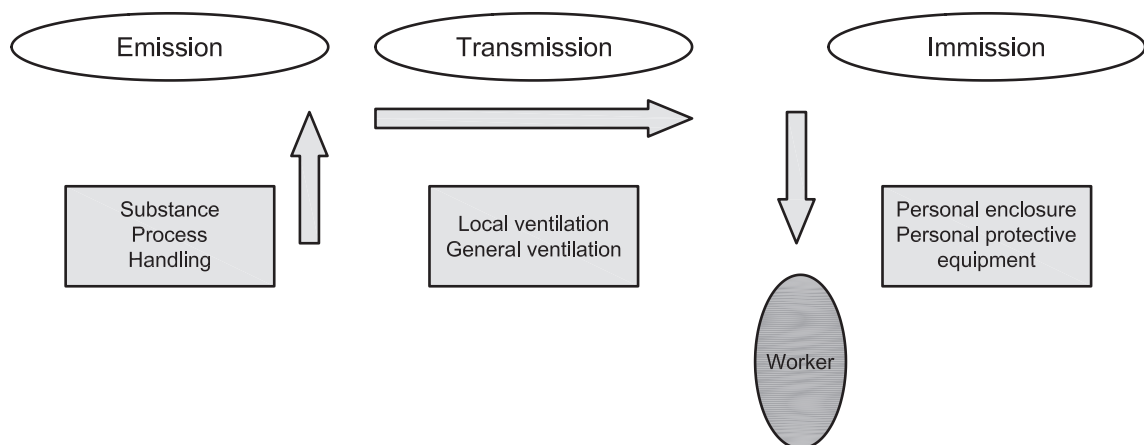 Emission
Transmission
Immission
Substance
Process
Handling
Local ventilation
General ventilation
Personal enclosure
Personal protective
equipment
Worker